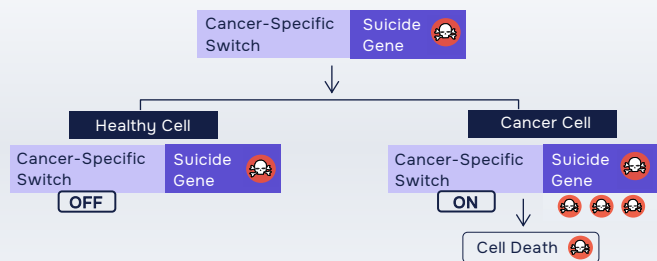 Cancer-Specific
Switch
Suicide
Gene
Healthy Cell
Cancer-Specific
Switch
Suicide
Gene
OFF
Cancer Cell
Cancer-Specific
Switch
Suicide
Gene
ON
Cell Death